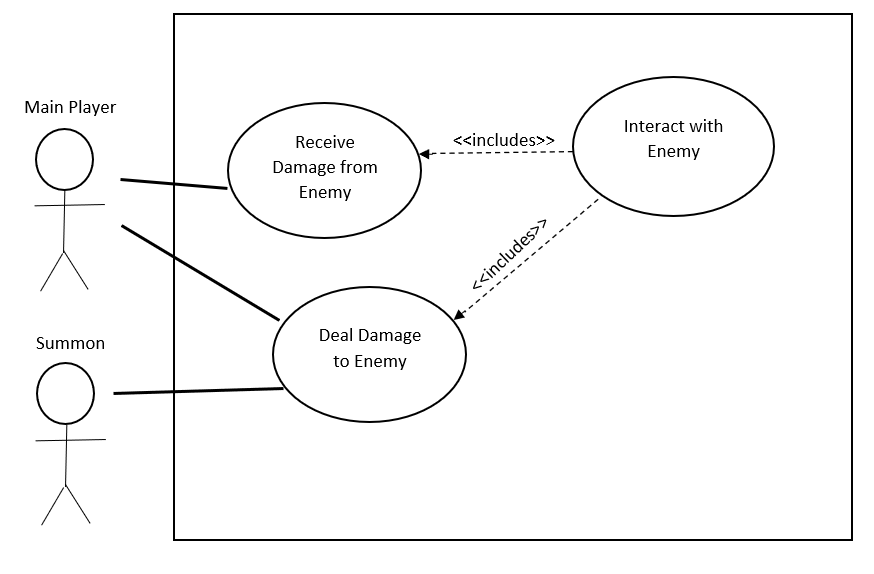 Main Player
Receive
Damage from
Enemy
<<includes>>
Interact with
Enemy
<<includes>>
Summon
Deal Damage
to Enemy